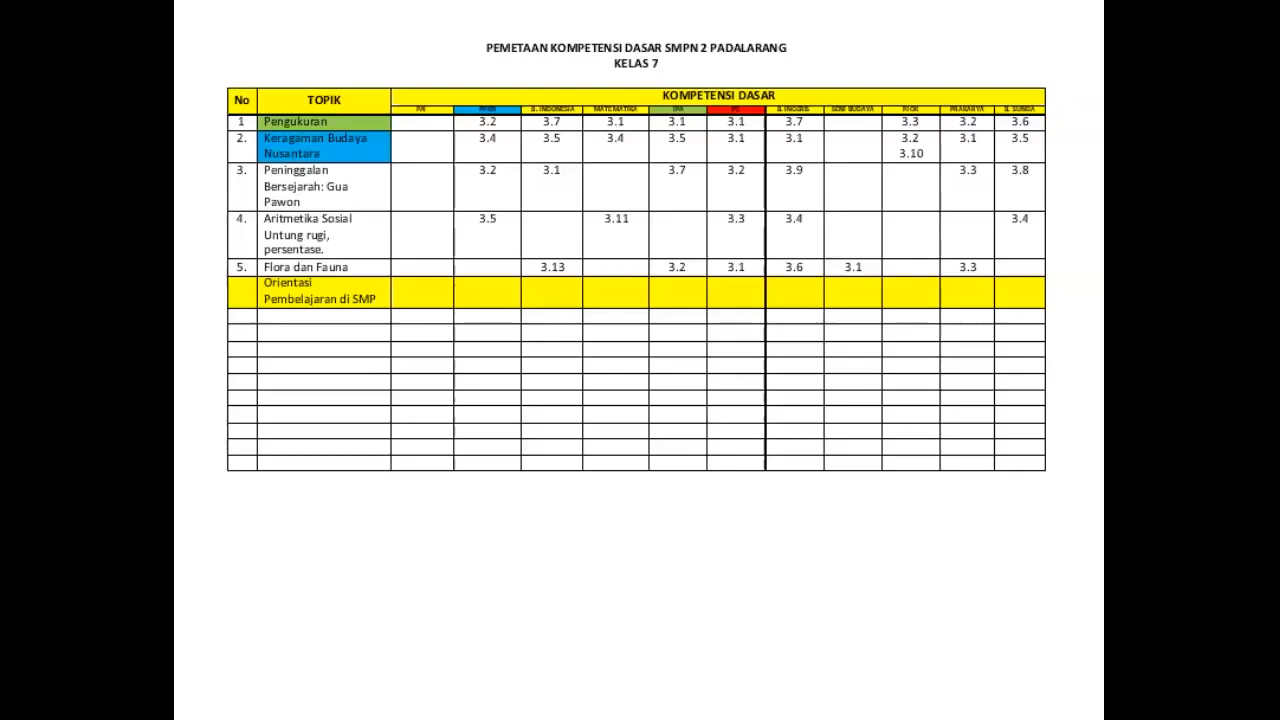 PEMETAAN KOMPETENSI DASAR SMPN 2 PADALARANG
KELAS 7
No TOPIK KOMPETENSI DASAR
PAI PPKN B. INDONESIA MATEMATIKA IPA IPS B. INGGRIS SENI BUDAYA PJOK PRAKARYA B. SUNDA
1 Pengukuran 3.2 3.7 3.1 3.1 3.1 3.7 3.3 3.2 3.6
2. Keragaman Budaya 3.4 3.5 3.4 3.5 3.1 3.1 3.2 3.1 3.5
Nusantara 3.10
3. Peninggalan 3.2 3.1 3.7 3.2 3.9 3.3 3.8
Bersejarah: Gua
Pawon
4. Aritmetika Sosial 3.5 3.11 3.3 3.4 3.4
Untung rugi,
persentase.
5. Flora dan Fauna 3.13 3.2 3.1 3.6 3.1 3.3
Orientasi
Pembelajaran di SMP